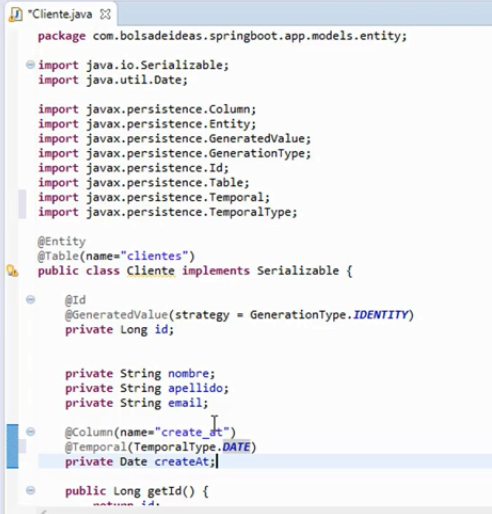 *Cliente.java
package com.bolsadeideas.springboot.app.models.entity;
import java.io.Serializable;
import java.util.Date;
import javax.persistence.Column;
import javax.persistence.Entity;
import javax.persistence.GeneratedValue;
import javax.persistence.GenerationType;
import javax.persistence.Id;
import javax.persistence.Table;
import javax.persistence.Temporal;
import javax.persistence.TemporalType;
@Entity
@Table(name="clientes")
public class Cliente implements Serializable {
@Id
@GeneratedValue(strategy = GenerationType.IDENTITY)
private Long id;
private String nombre;
private String apellido;
private String email;
@Column(name="create_at")
@Temporal(TemporalType.DATE)
private Date createAt;
public Long getId() {
return id;